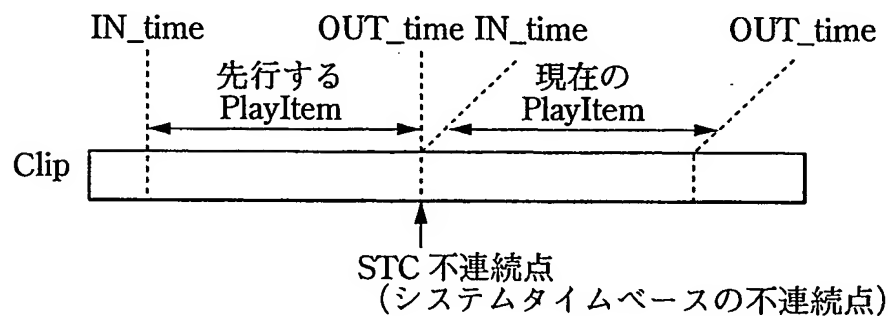 IN_time OUT_time IN_time OUT_time
先行する
PlayItem
現在の
PlayItem
Clip
STC 不連続点
(システムタイムベースの不連続点)